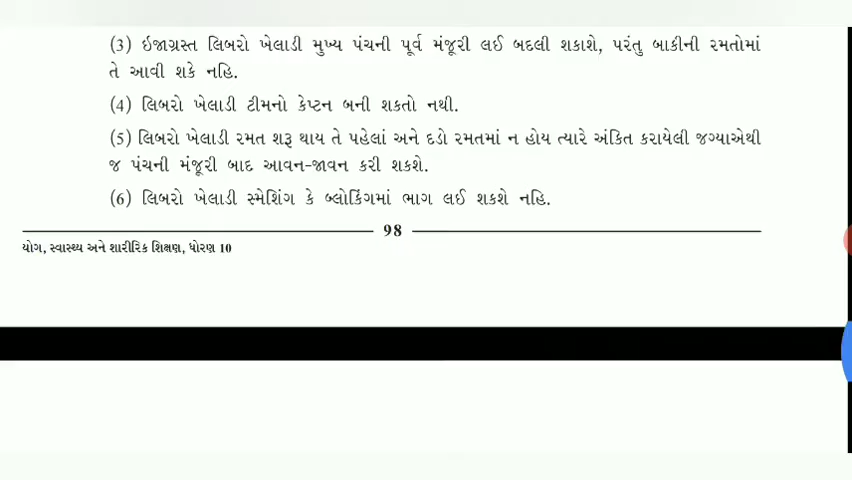 (3) ઇજાગ્રસ્ત લિબરો ખેલાડી મુખ્ય પંચની પૂર્વ મંજૂરી લઈ બદલી શકાશે, પરંતુ બાકીની રમતોમાં
તે આવી શકે નહિ.
(4) લિબરો ખેલાડી ટીમનો કેપ્ટન બની શકતો નથી.
(5) લિબરો ખેલાડી રમત શરૂ થાય તે પહેલાં અને દડો રમતમાં ન હોય ત્યારે અંકિત કરાયેલી જગ્યાએથી
જ પંચની મંજૂરી બાદ આવન-જાવન કરી શકશે.
(6) લિબરો ખેલાડી સ્મેશિંગ કે બ્લોકિંગમાં ભાગ લઈ શકશે નહિ.
98
યોગ, સ્વાસ્થ્ય અને શારીરિક શિક્ષણ, ધોરણ 10